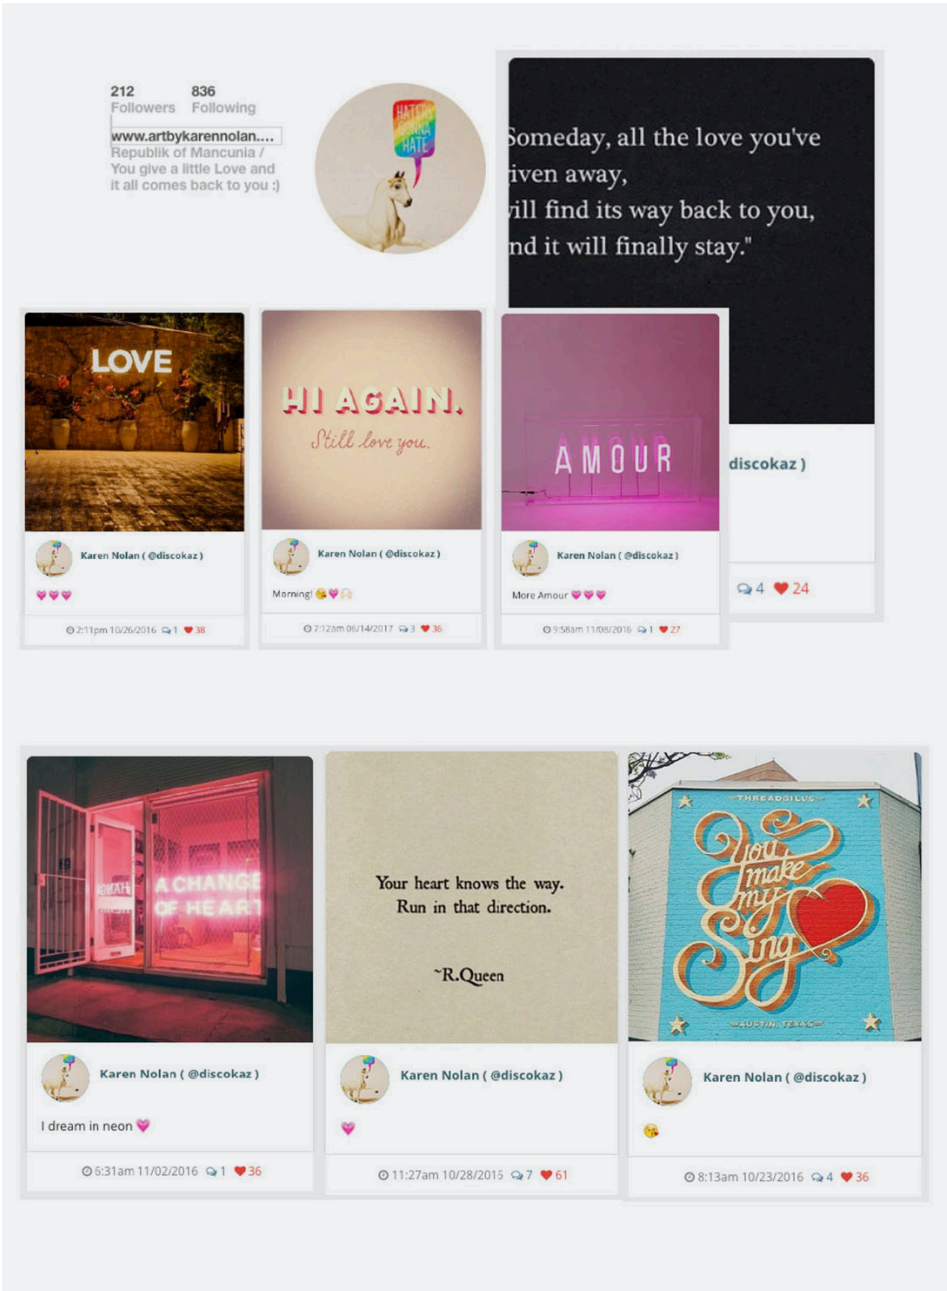 212 836
Followers Following
www.artbykarennolan....
Republik of Mancunia /
You give a little Love and
it all comes back to you :)
HATERS
GONNA
HATE
Someday, all the love you've
iven away,
vill find its way back to you,
nd it will finally stay."
discokaz )
4 24
LOVE
Karen Nolan ( @discokaz )
2:11pm 10/26/2016 1 38
HI AGAIN.
Still love you.
Karen Nolan ( @discokaz )
Morning! 😘💗🙌🏻
7:12am 06/14/2017 3 36
AMOUR
Karen Nolan ( @discokaz )
More Amour 💗💗💗
9:58am 11/08/2016 1 27
A CHANGE
OF HEART
Karen Nolan ( @discokaz )
I dream in neon 💗
6:31am 11/02/2016 1 36
Your heart knows the way.
Run in that direction.
~R.Queen
Karen Nolan ( @discokaz )
11:27am 10/28/2015 7 61
THREADGILL'S
You
make
my
Sing
AUSTIN, TEXAS
Karen Nolan ( @discokaz )
8:13am 10/23/2016 4 36